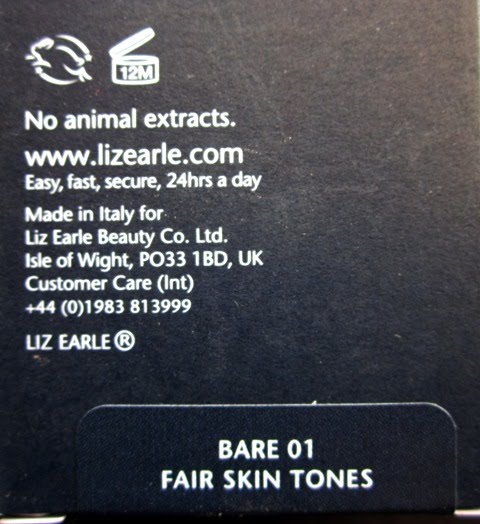 12M
No animal extracts.
www.lizearle.com
Easy, fast, secure, 24hrs a day
Made in Italy for
Liz Earle Beauty Co. Ltd.
Isle of Wight, PO33 1BD, UK
Customer Care (Int)
+44 (0)1983 813999
LIZ EARLE®
BARE 01
FAIR SKIN TONES